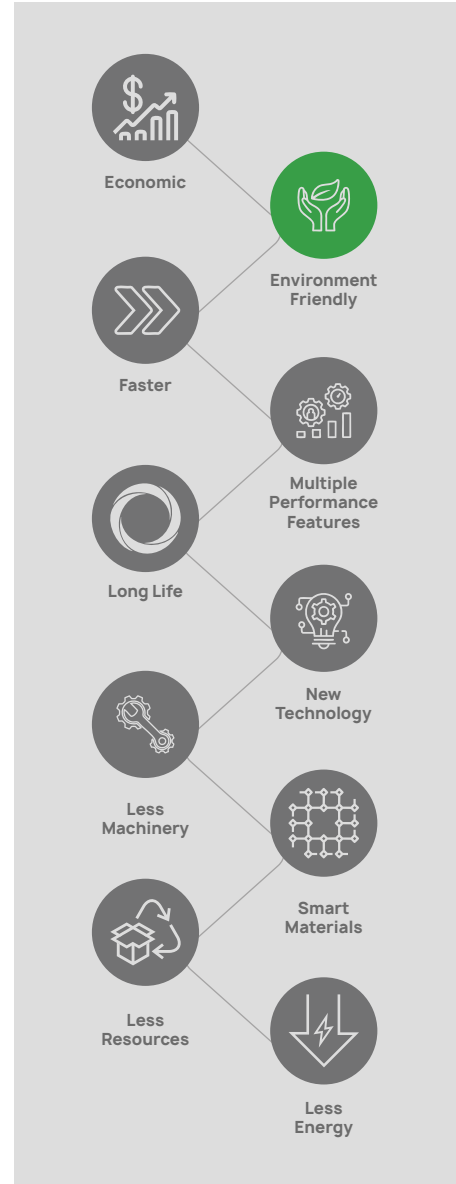 Economic
Environment
Friendly
Faster
Multiple
Performance
Features
Long Life
New
Technology
Less
Machinery
Smart
Materials
Less
Resources
Less
Energy